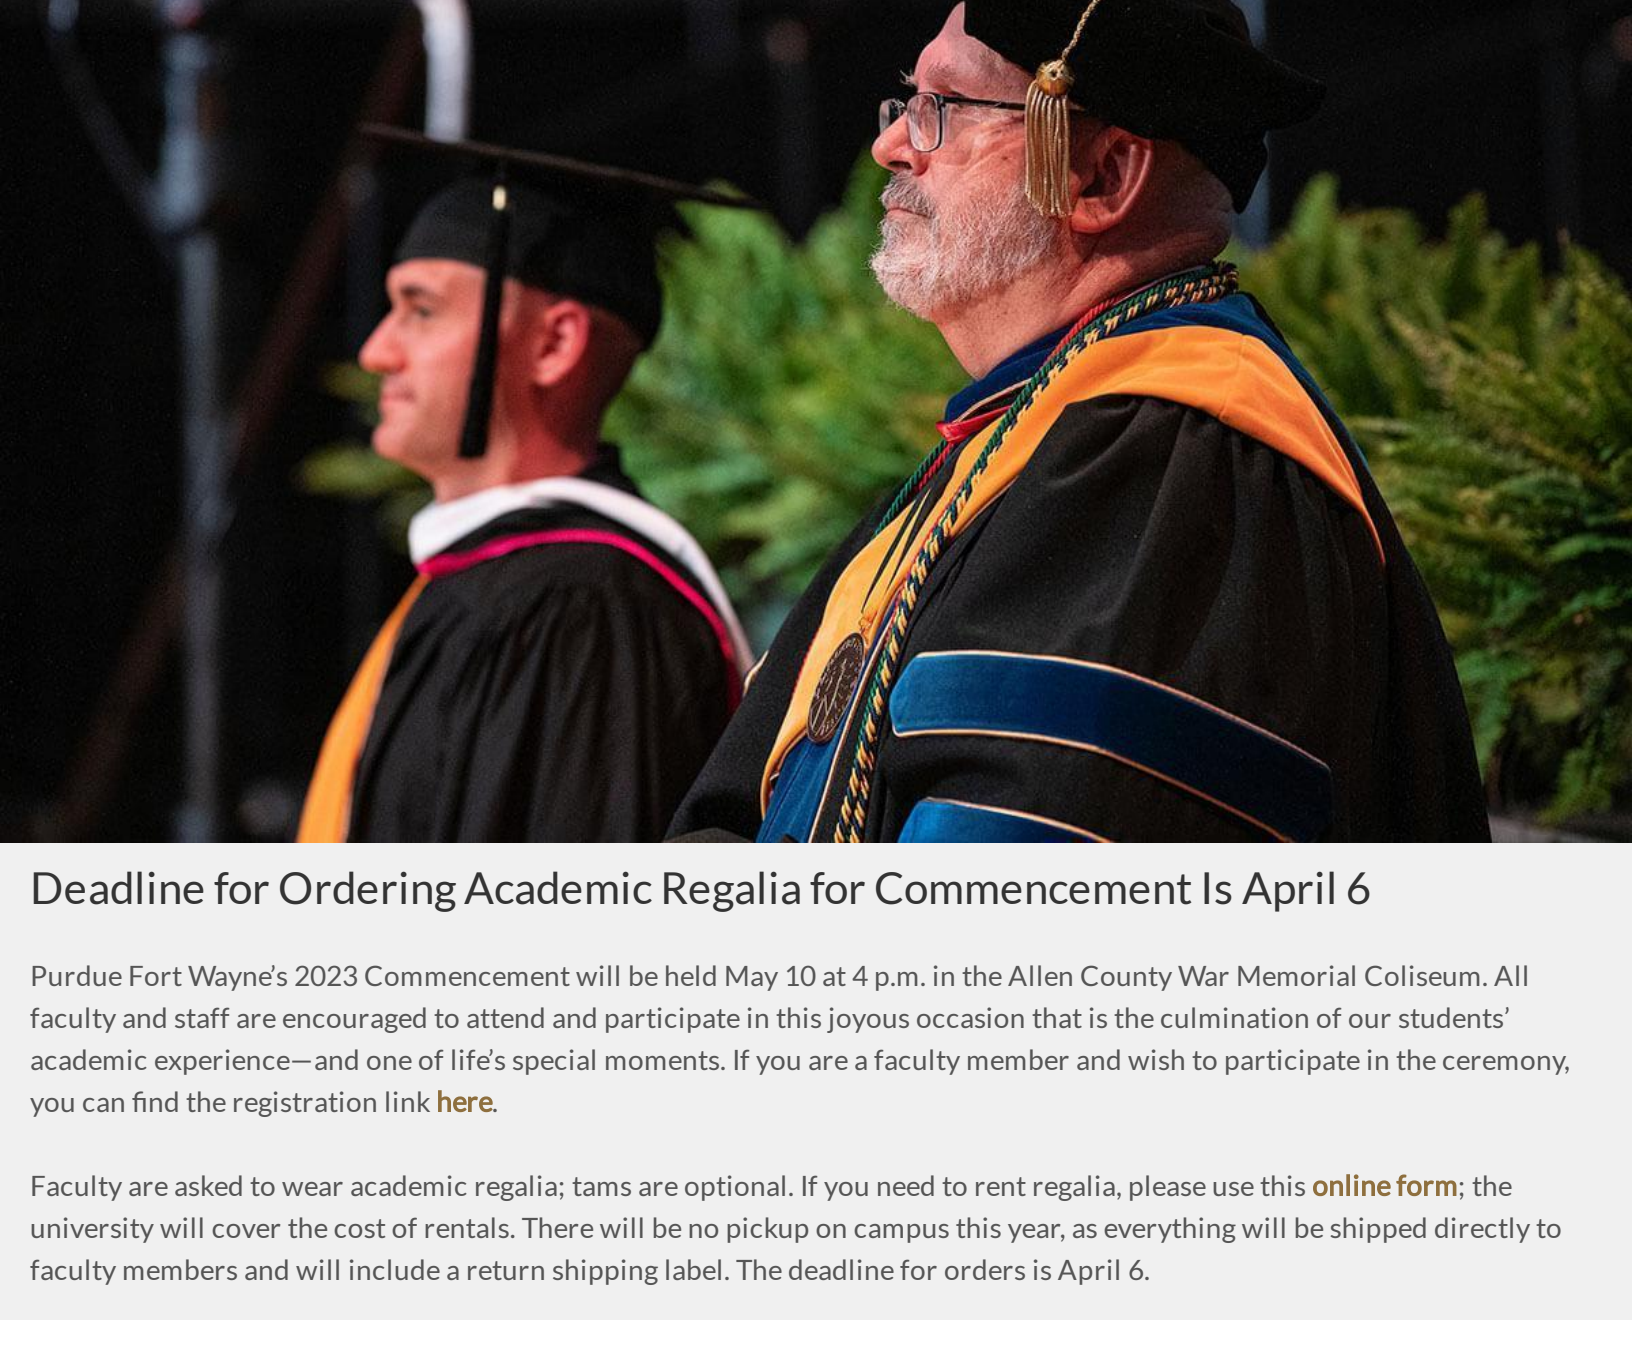 Deadline for Ordering Academic Regalia for Commencement Is April 6
Purdue Fort Wayne’s 2023 Commencement will be held May 10 at 4 p.m. in the Allen County War Memorial Coliseum. All
faculty and staff are encouraged to attend and participate in this joyous occasion that is the culmination of our students’
academic experience—and one of life’s special moments. If you are a faculty member and wish to participate in the ceremony,
you can find the registration link here.
Faculty are asked to wear academic regalia; tams are optional. If you need to rent regalia, please use this online form; the
university will cover the cost of rentals. There will be no pickup on campus this year, as everything will be shipped directly to
faculty members and will include a return shipping label. The deadline for orders is April 6.